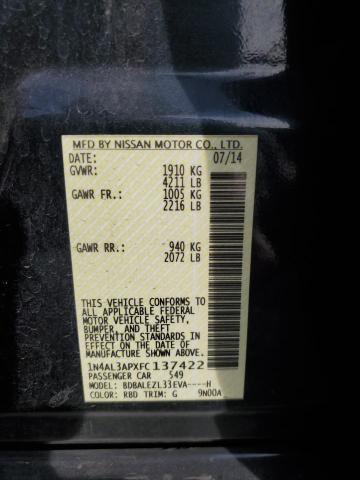 MFD BY NISSAN MOTOR CO., LTD.
DATE: 07/14
GVWR: 1910 KG
4211 LB
GAWR FR.: 1005 KG
2216 LB
GAWR RR.: 940 KG
2072 LB
THIS VEHICLE CONFORMS TO
ALL APPLICABLE FEDERAL
MOTOR VEHICLE SAFETY,
BUMPER, AND THEFT
PREVENTION STANDARDS IN
EFFECT ON THE DATE OF
MANUFACTURE SHOWN ABOVE.
1N4AL3APXFC137422
PASSENGER CAR 549
MODEL: BDBALEZL33EVA----H
COLOR: RBD TRIM: G 9N00A